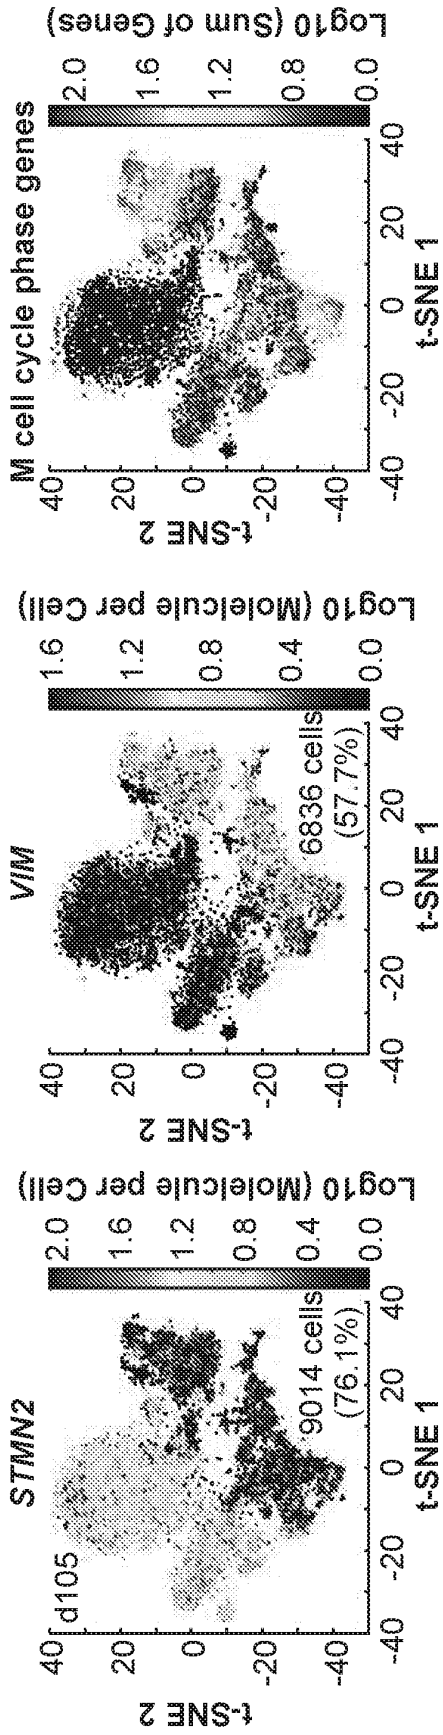 STMN2
d105
40
20
0
-20
-40
t-SNE 2
-40 -20 0 20 40
t-SNE 1
9014 cells
(76.1%)
2.0
1.6
1.2
0.8
0.4
0.0
Log10 (Molelcule per Cell)
VIM
40
20
0
-20
-40
t-SNE 2
-40 -20 0 20 40
t-SNE 1
6836 cells
(57.7%)
1.6
1.2
0.8
0.4
0.0
Log10 (Molelcule per Cell)
M cell cycle phase genes
40
20
0
-20
-40
t-SNE 2
-40 -20 0 20 40
t-SNE 1
2.0
1.6
1.2
0.8
0.0
Log10 (Sum of Genes)